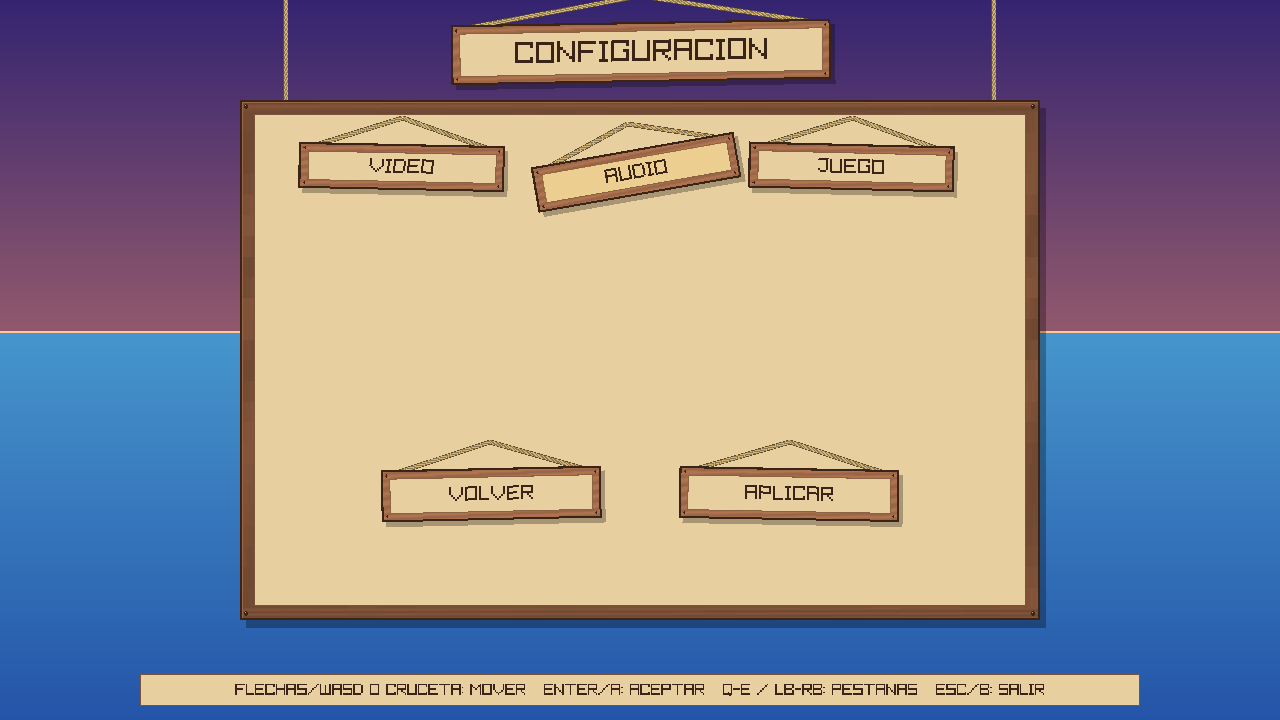 CONFIGURACION
VIDEO
AUDIO
JUEGO
VOLVER
APLICAR
FLECHAS/WASD O CRUCETA: MOVER ENTER/A: ACEPTAR Q-E / LB-RB: PESTANAS ESC/B: SALIR